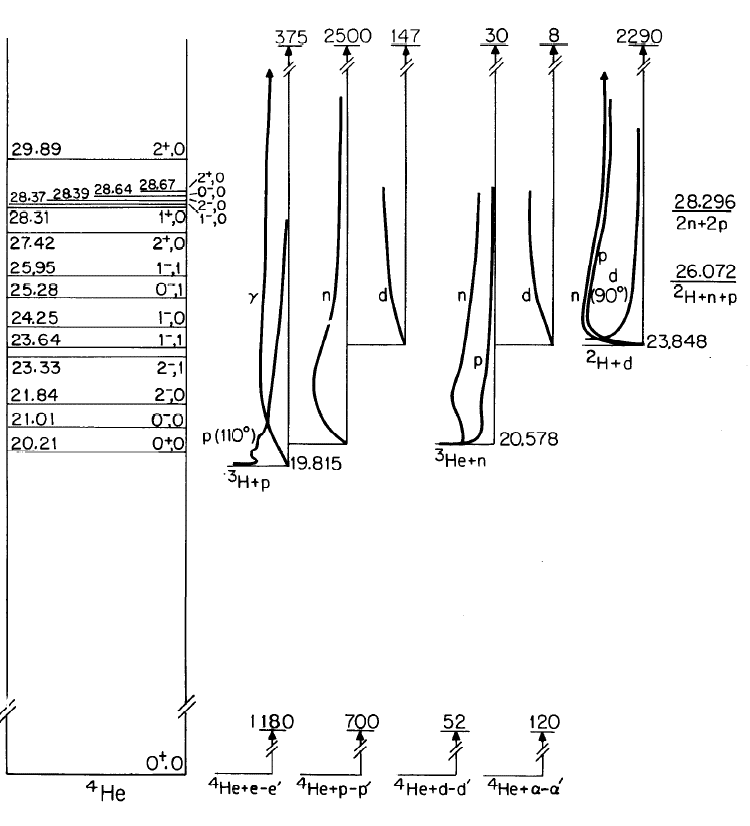 375 2500 147 30 8 2290
29.89 2⁺,0
28.37 28.39 28.64 28.67 2⁺,0
0⁻,0
2⁻,0
1⁻,0
28.31 1⁺,0
27.42 2⁺,0
25,95 1⁻,1
25.28 0⁻,1
24.25 1⁻,0
23.64 1⁻,1
23.33 2⁻,1
21.84 2⁻,0
21.01 0⁻,0
20.21 0⁺,0
γ n d n d n
p
p
d
(90°)
p (110°)
19.815
³H+p
20,578
³He+n
23,848
²H+d
28.296
2n+2p
26.072
²H+n+p
0⁺.0
⁴He
1180 700 52 120
⁴He+e-e′ ⁴He+p-p′ ⁴He+d-d′ ⁴He+α-α′